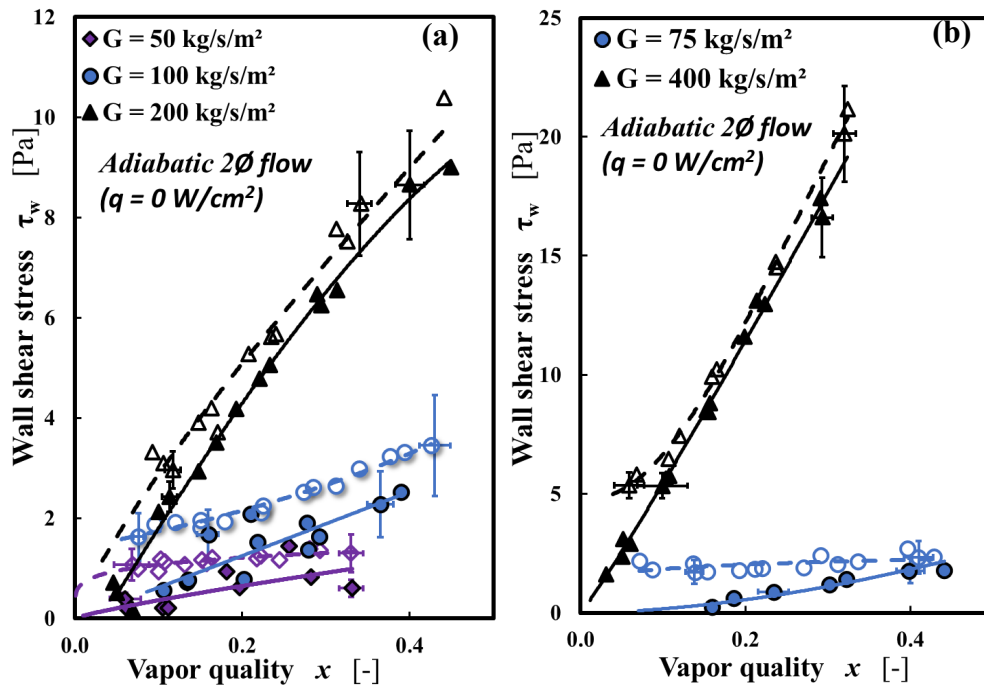 (a)
G = 50 kg/s/m²
G = 100 kg/s/m²
G = 200 kg/s/m²
Adiabatic 2Ø flow
(q = 0 W/cm²)
Wall shear stress τw [Pa]
12
10
8
6
4
2
0
0.0 0.2 0.4
Vapor quality x [-]
(b)
G = 75 kg/s/m²
G = 400 kg/s/m²
Adiabatic 2Ø flow
(q = 0 W/cm²)
Wall shear stress τw [Pa]
25
20
15
10
5
0
0.0 0.2 0.4
Vapor quality x [-]